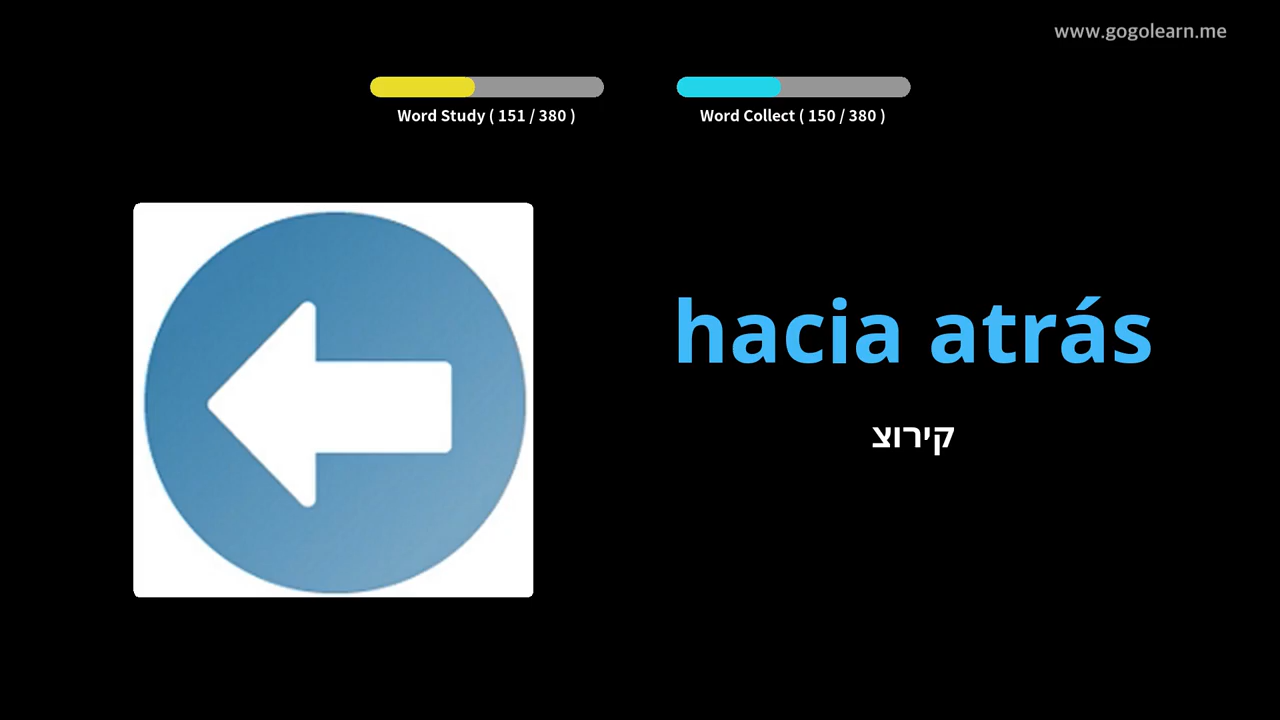 www.gogolearn.me
Word Study ( 151 / 380 )
Word Collect ( 150 / 380 )
hacia atrás
קירוצ